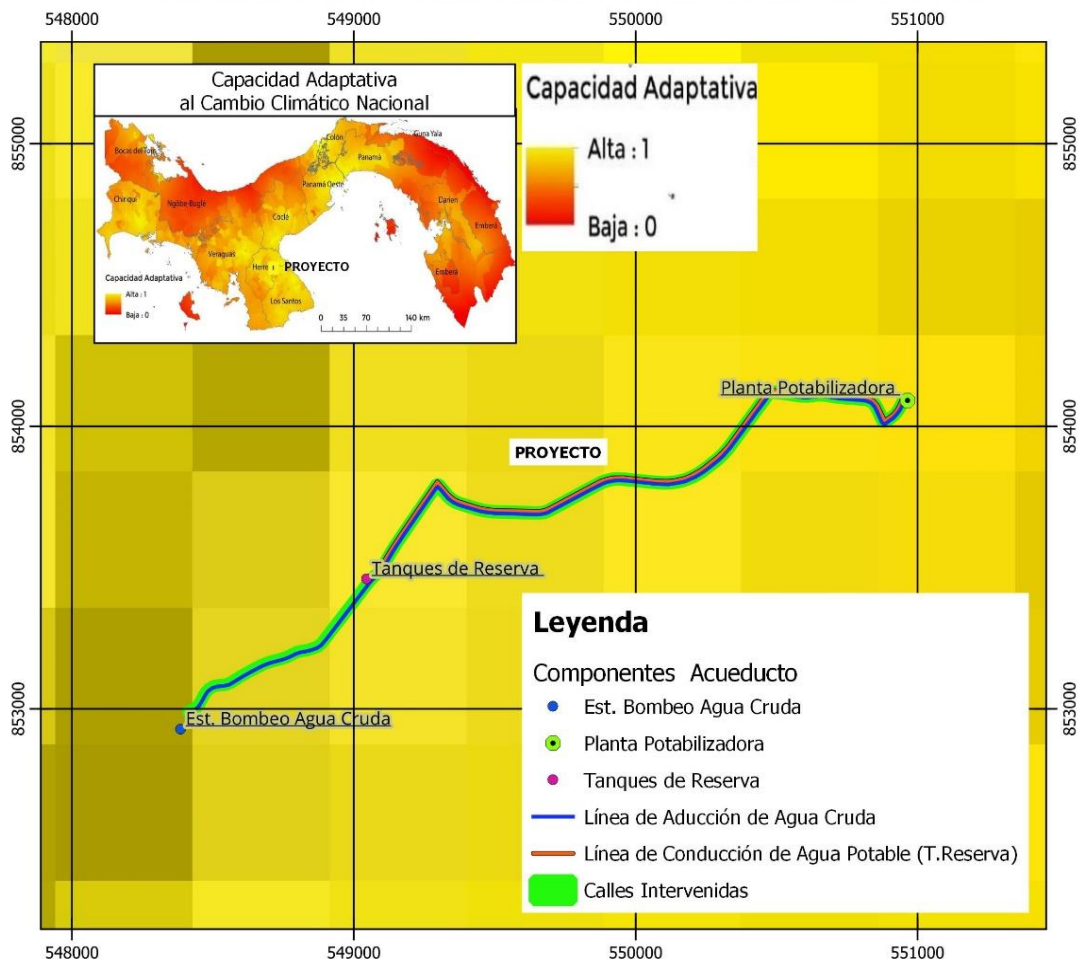 548000
549000
550000
551000
855000
854000
853000
855000
854000
853000
Capacidad Adaptativa
al Cambio Climático Nacional
Bocas del Toro
Chiriquí
Ngöbe Buglé
Veraguas
Herre
PROYECTO
Los Santos
Coclé
Colón
Panamá
Panamá Oeste
Guna Yala
Darien
Emberá
Emberá
Capacidad Adaptativa
Alta : 1
Baja : 0
0 35 70 140 km
Capacidad Adaptativa
Alta : 1
Baja : 0
Planta Potabilizadora
PROYECTO
Tanques de Reserva
Est. Bombeo Agua Cruda
Leyenda
Componentes Acueducto
Est. Bombeo Agua Cruda
Planta Potabilizadora
Tanques de Reserva
Línea de Aducción de Agua Cruda
Línea de Conducción de Agua Potable (T.Reserva)
Calles Intervenidas
548000
549000
550000
551000